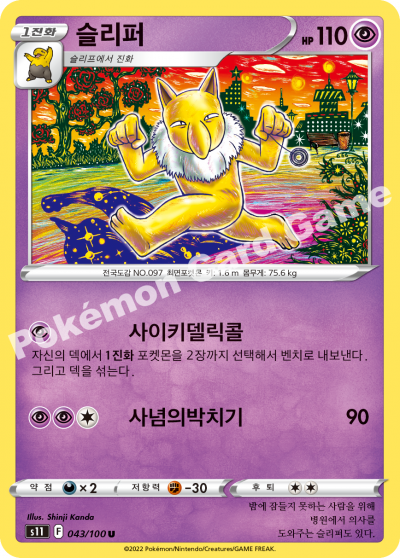 1진화
슬리퍼
HP 110
슬리프에서 진화
전국도감 NO.097 최면포켓몬 키: 1.6 m 몸무게: 75.6 kg
Pokémon Card Game
사이키델릭콜
자신의 덱에서 1진화 포켓몬을 2장까지 선택해서 벤치로 내보낸다.
그리고 덱을 섞는다.
사념의박치기 90
약점 ×2 저항력 -30 후퇴
Illus. Shinji Kanda
s11 F 043/100 U
밤에 잠들지 못하는 사람을 위해
병원에서 의사를
도와주는 슬리퍼도 있다.
©2022 Pokémon/Nintendo/Creatures/GAME FREAK.